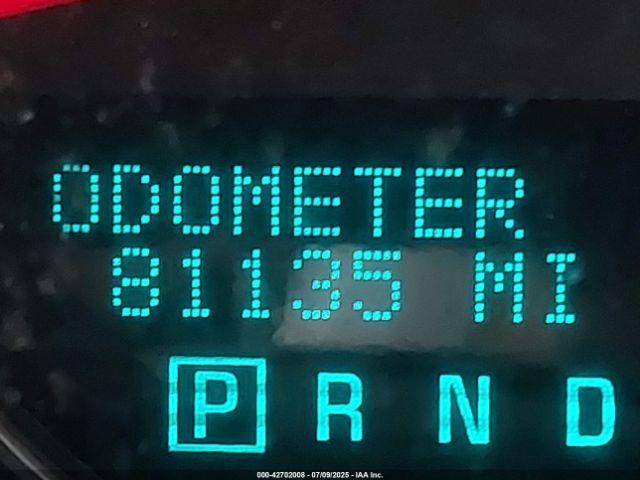 ODOMETER
81135 MI
P R N D
000-42702008 - 07/09/2025 - IAA Inc.